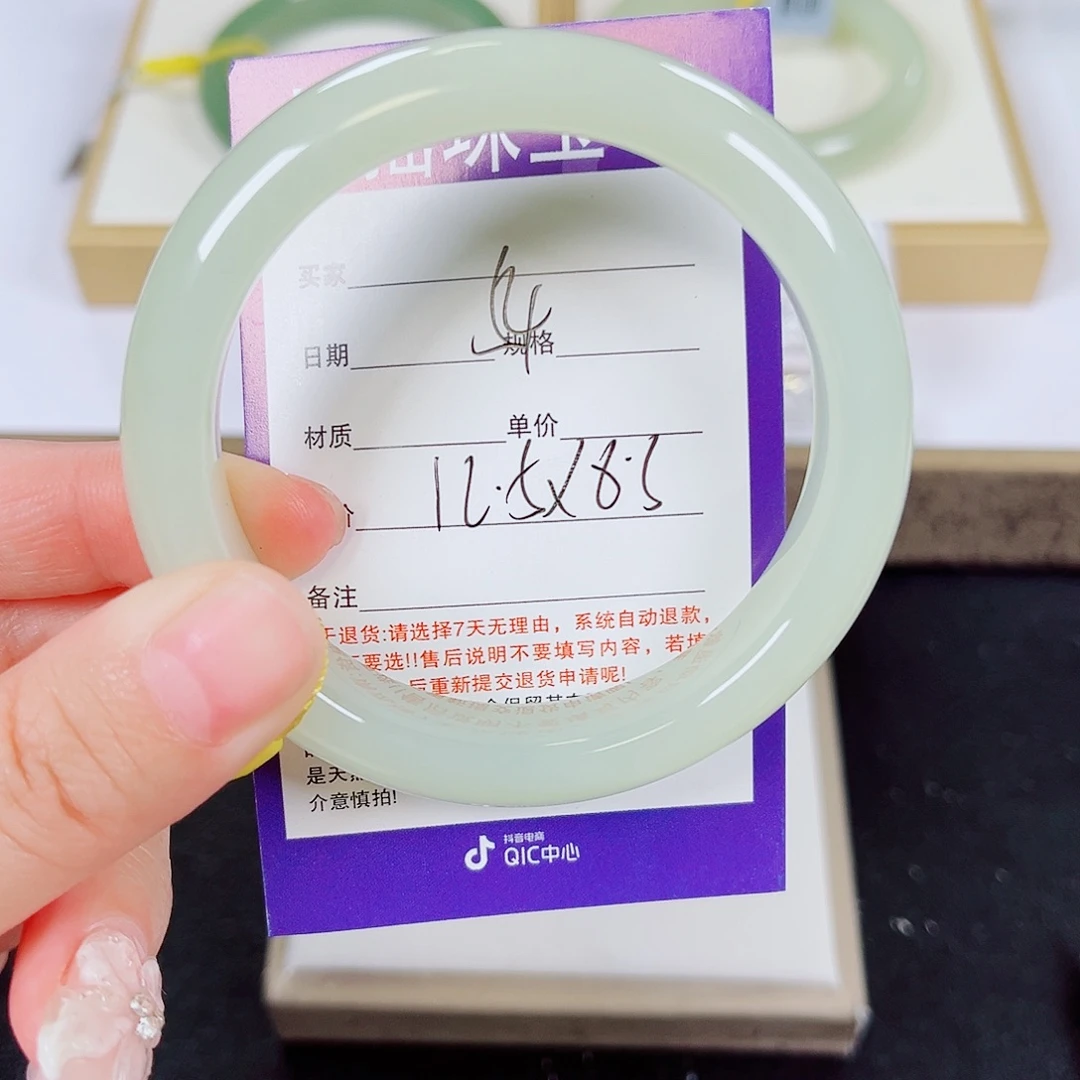 珠宝
买家
54
日期 规格
材质 单价
价 12.5X8.5
备注
退货:请选择7天无理由，系统自动退款，
要选!!售后说明不要填写内容，若填
后重新提交退货申请呢!
是天然
介意慎拍!
抖音电商
QIC中心